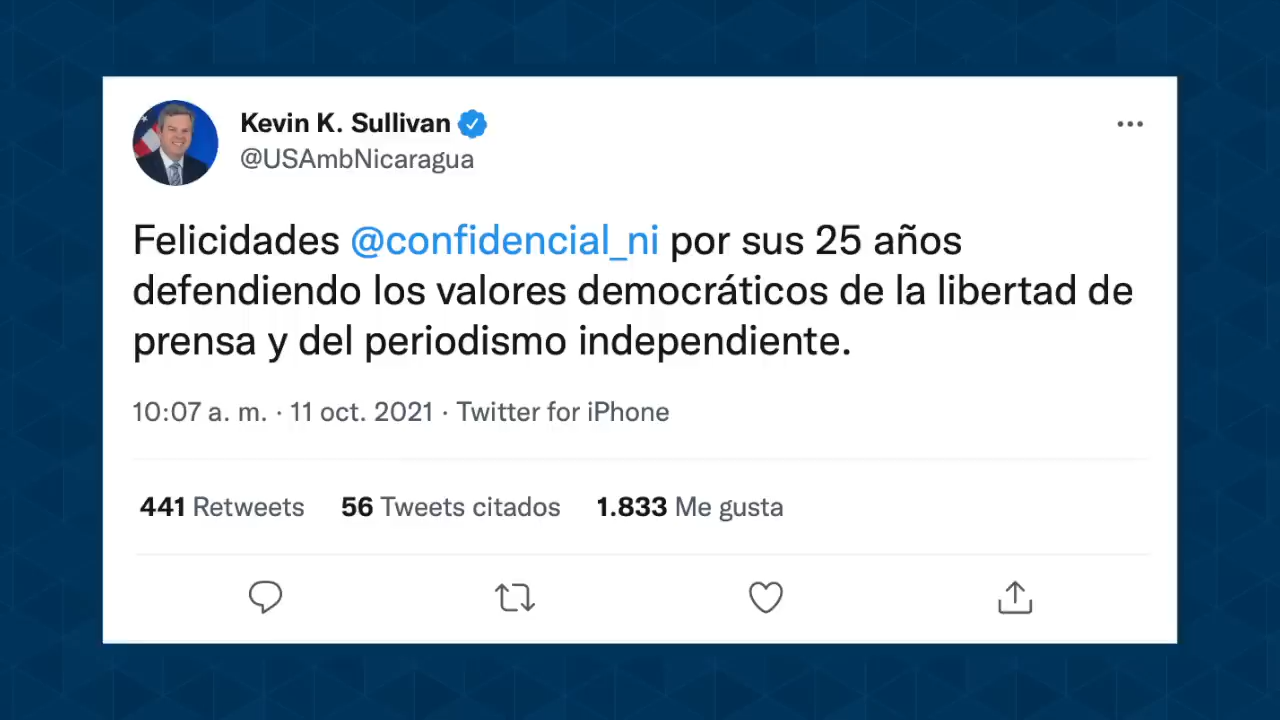 Kevin K. Sullivan
@USAmbNicaragua
Felicidades @confidencial_ni por sus 25 años
defendiendo los valores democráticos de la libertad de
prensa y del periodismo independiente.
10:07 a. m. · 11 oct. 2021 · Twitter for iPhone
441 Retweets 56 Tweets citados 1.833 Me gusta